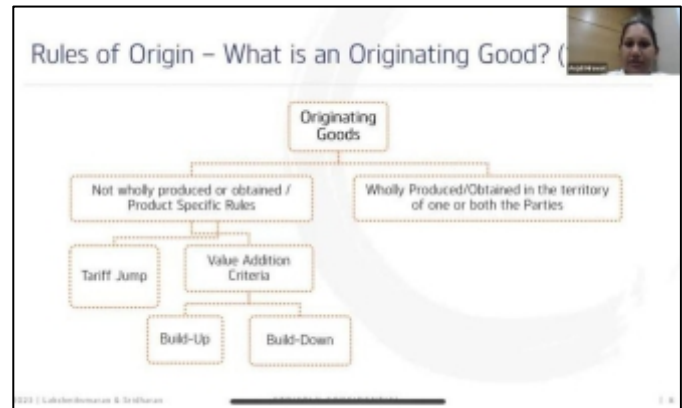 Rules of Origin – What is an Originating Good? (
Originating
Goods
Not wholly produced or obtained /
Product Specific Rules
Wholly Produced/Obtained in the territory
of one or both the Parties
Tariff Jump
Value Addition
Criteria
Build-Up
Build-Down
| Lakshmikumaran & Sridharan